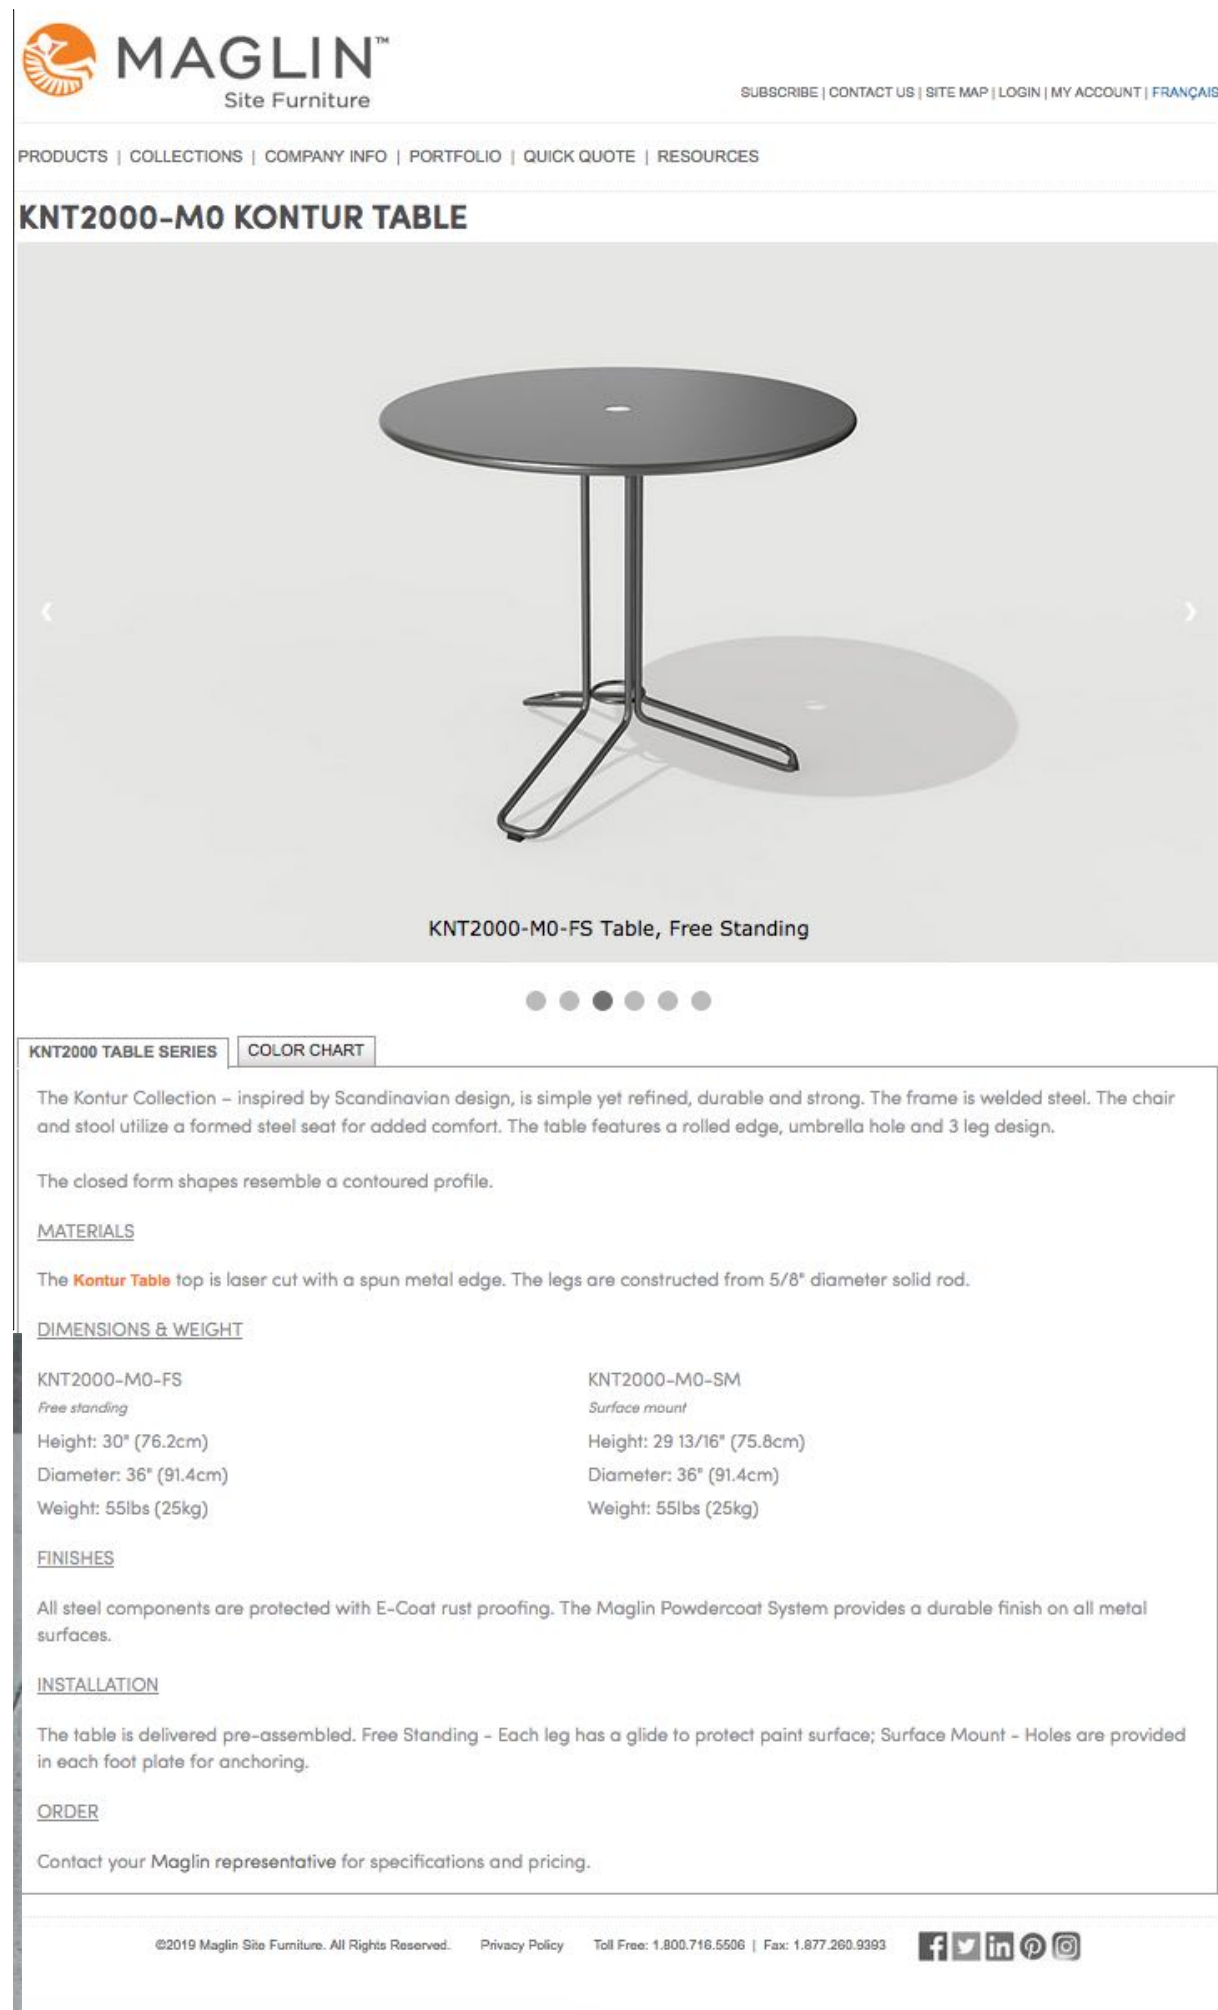 MAGLIN™
Site Furniture
SUBSCRIBE | CONTACT US | SITE MAP | LOGIN | MY ACCOUNT | FRANÇAIS
PRODUCTS | COLLECTIONS | COMPANY INFO | PORTFOLIO | QUICK QUOTE | RESOURCES
KNT2000-M0 KONTUR TABLE
KNT2000-M0-FS Table, Free Standing
KNT2000 TABLE SERIES COLOR CHART
The Kontur Collection – inspired by Scandinavian design, is simple yet refined, durable and strong. The frame is welded steel. The chair
and stool utilize a formed steel seat for added comfort. The table features a rolled edge, umbrella hole and 3 leg design.
The closed form shapes resemble a contoured profile.
MATERIALS
The Kontur Table top is laser cut with a spun metal edge. The legs are constructed from 5/8" diameter solid rod.
DIMENSIONS & WEIGHT
KNT2000-M0-FS KNT2000-M0-SM
Free standing Surface mount
Height: 30" (76.2cm) Height: 29 13/16" (75.8cm)
Diameter: 36" (91.4cm) Diameter: 36" (91.4cm)
Weight: 55lbs (25kg) Weight: 55lbs (25kg)
FINISHES
All steel components are protected with E-Coat rust proofing. The Maglin Powdercoat System provides a durable finish on all metal
surfaces.
INSTALLATION
The table is delivered pre-assembled. Free Standing - Each leg has a glide to protect paint surface; Surface Mount - Holes are provided
in each foot plate for anchoring.
ORDER
Contact your Maglin representative for specifications and pricing.
©2019 Maglin Site Furniture. All Rights Reserved. Privacy Policy Toll Free: 1.800.716.5506 | Fax: 1.877.260.9393